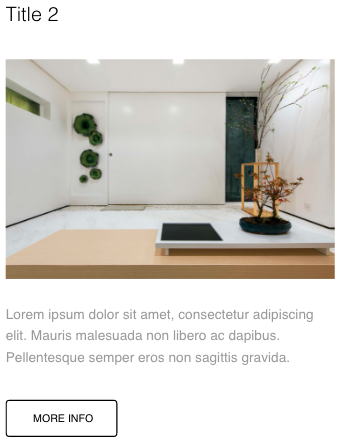 Title 2
Lorem ipsum dolor sit amet, consectetur adipiscing
elit. Mauris malesuada non libero ac dapibus.
Pellentesque semper eros non sagittis gravida.
MORE INFO